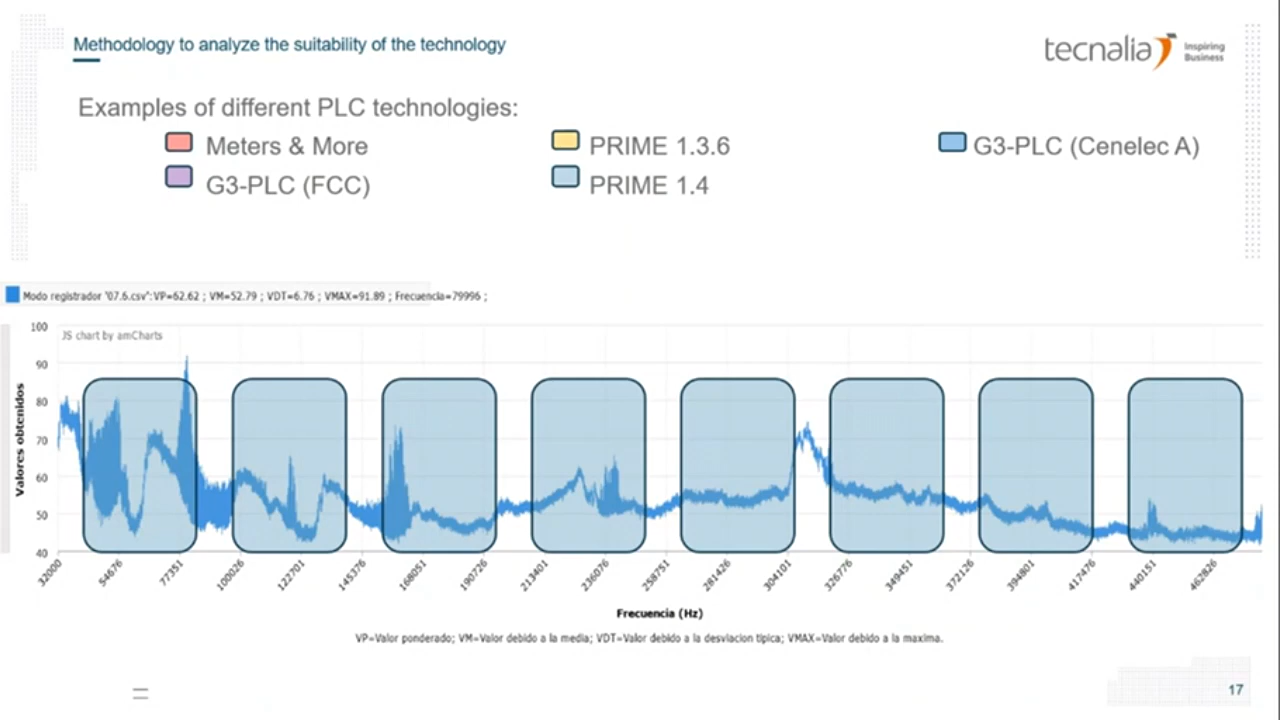 Methodology to analyze the suitability of the technology
tecnalia Inspiring Business
Examples of different PLC technologies:
Meters & More
PRIME 1.3.6
G3-PLC (Cenelec A)
G3-PLC (FCC)
PRIME 1.4
Modo registrador "07.6.csv":VP=62.62 ; VM=52.79 ; VDT=6.76 ; VMAX=91.89 ; Frecuencia=79996 ;
JS chart by amCharts
Valores obtenidos
100
90
80
70
60
50
40
32000 54676 77351 100026 122701 145376 168051 190726 213401 236076 258751 281426 304101 326776 349451 372126 394801 417476 440151 462826
Frecuencia (Hz)
VP=Valor ponderado; VM=Valor debido a la media; VDT=Valor debido a la desviacion tipica; VMAX=Valor debido a la maxima.
17